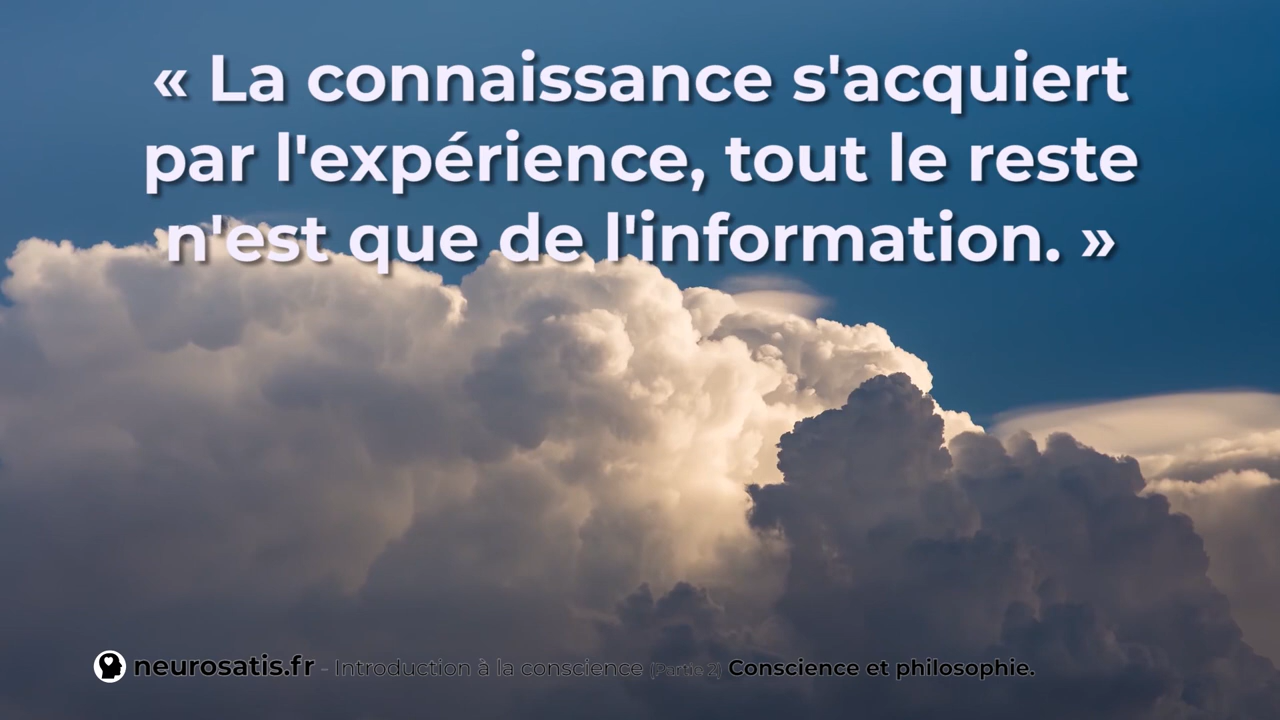 « La connaissance s'acquiert
par l'expérience, tout le reste
n'est que de l'information. »
neurosatis.fr - Introduction à la conscience (Partie 2) Conscience et philosophie.